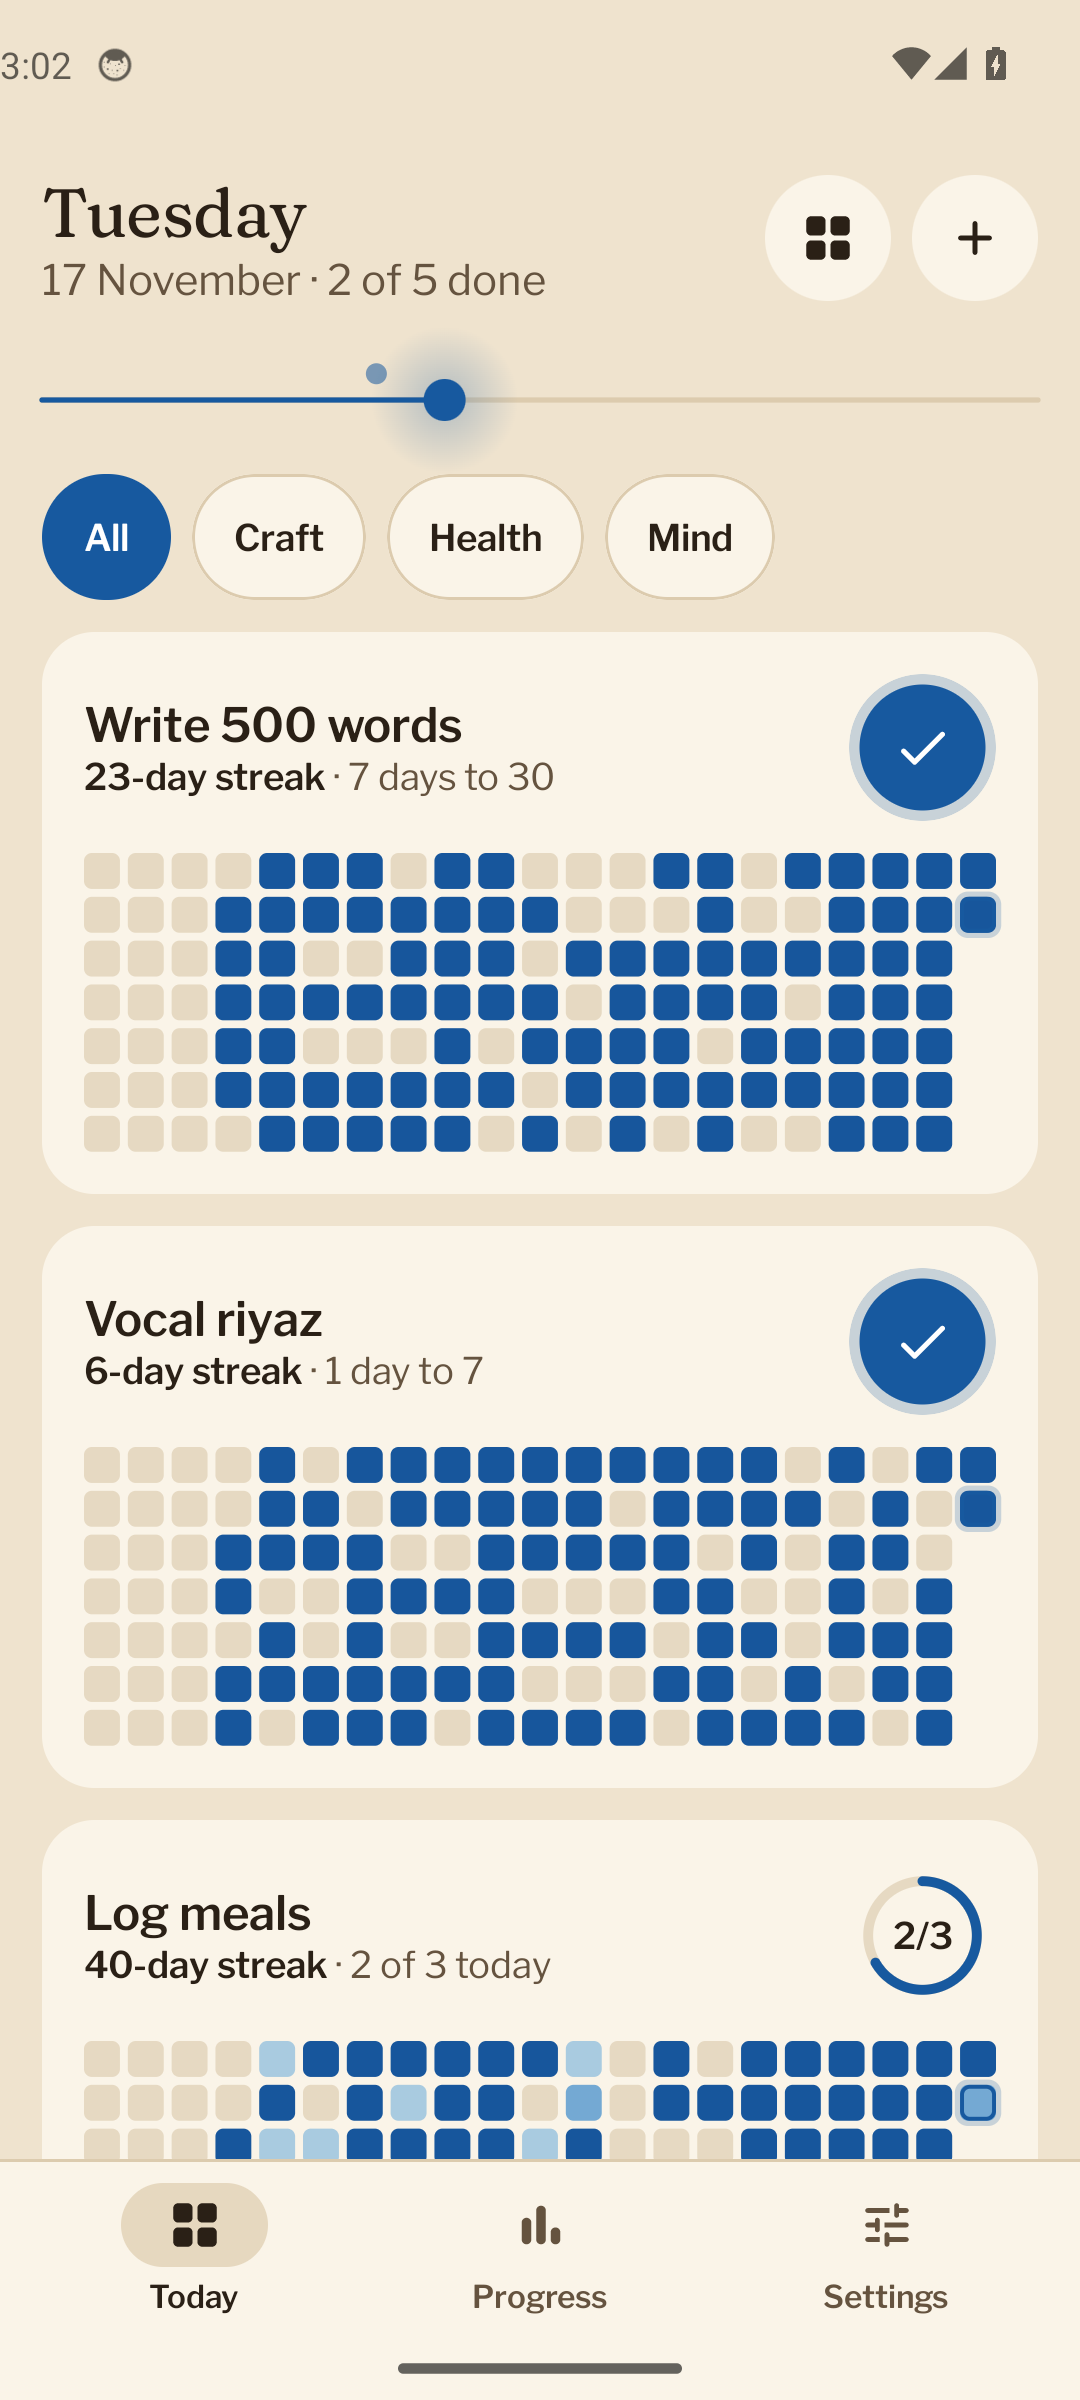 3:02
Tuesday
17 November · 2 of 5 done
All
Craft
Health
Mind
Write 500 words
23-day streak · 7 days to 30
Vocal riyaz
6-day streak · 1 day to 7
Log meals
40-day streak · 2 of 3 today
2/3
Today
Progress
Settings